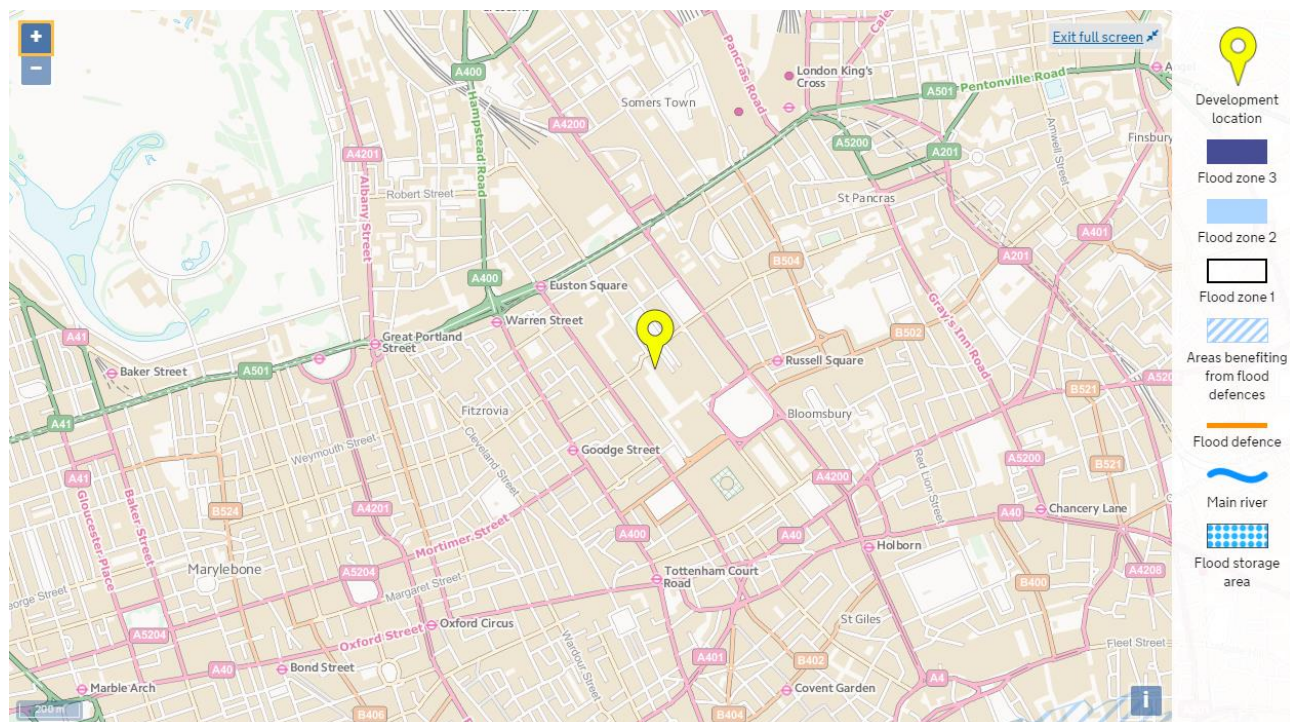 +
−
Exit full screen
A400
Hampstead Road
A4200
Somers Town
Pancras Road
London King's
Cross
A501
Pentonville Road
A201
A5200
Amwell Street
Finsbury
A4201
Albany Street
Robert Street
St Pancras
A401
A201
B504
A400
Euston Square
Warren Street
Gray's Inn Road
B502
A41
Great Portland
Street
Baker Street
A501
Russell Square
A41
Fitzrovia
Bloomsbury
B521
Weymouth Street
Cleveland Street
Goodge Street
A41
Gloucester Place
Baker Street
B524
A4201
Mortimer Street
A4200
Red Lion Street
A5200
B521
A40
Chancery Lane
A400
A40
Holborn
Marylebone
A5204
Margaret Street
Tottenham Court
Road
B400
A4208
A5204
Oxford Street
Oxford Circus
Wardour Street
St Giles
Fleet Street
A40
Bond Street
A401
B402
A4
Marble Arch
B406
B404
Covent Garden
200 m
i
Development
location
Flood zone 3
Flood zone 2
Flood zone 1
Areas benefiting
from flood
defences
Flood defence
Main river
Flood storage
area